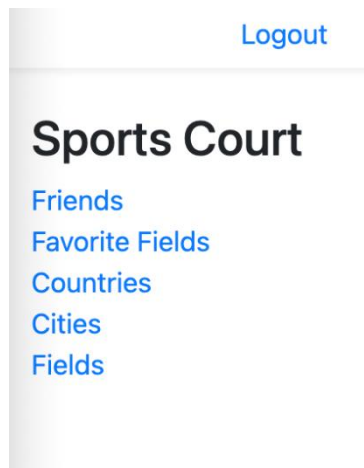 Logout
Sports Court
Friends
Favorite Fields
Countries
Cities
Fields